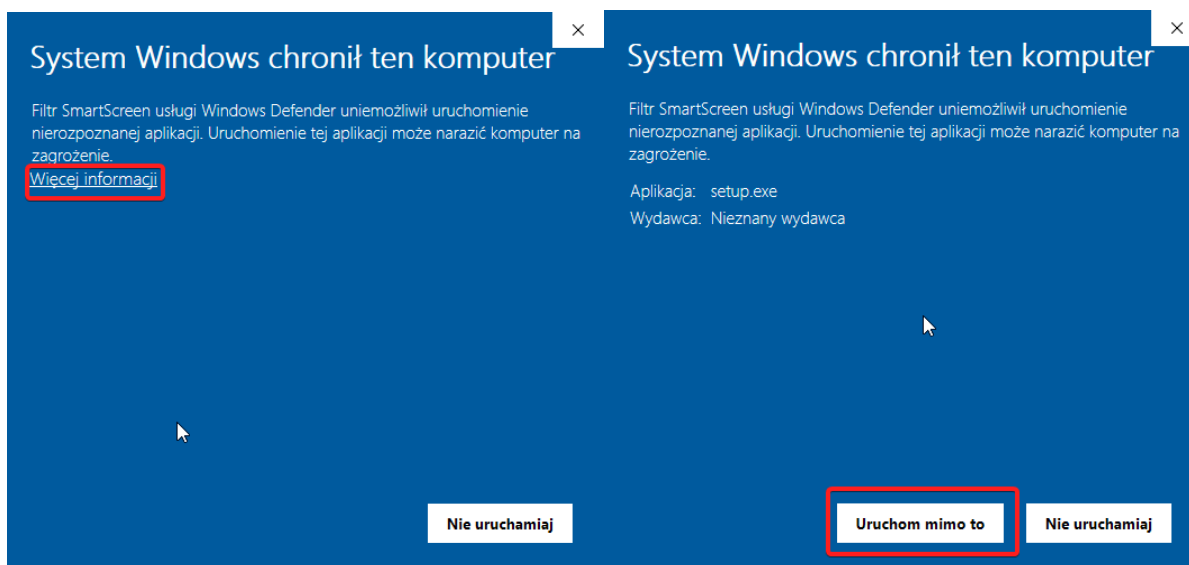 System Windows chronił ten komputer
Filtr SmartScreen usługi Windows Defender uniemożliwił uruchomienie
nierozpoznanej aplikacji. Uruchomienie tej aplikacji może narazić komputer na
zagrożenie.
Więcej informacji
Nie uruchamiaj
System Windows chronił ten komputer
Filtr SmartScreen usługi Windows Defender uniemożliwił uruchomienie
nierozpoznanej aplikacji. Uruchomienie tej aplikacji może narazić komputer na
zagrożenie.
Aplikacja: setup.exe
Wydawca: Nieznany wydawca
Uruchom mimo to Nie uruchamiaj